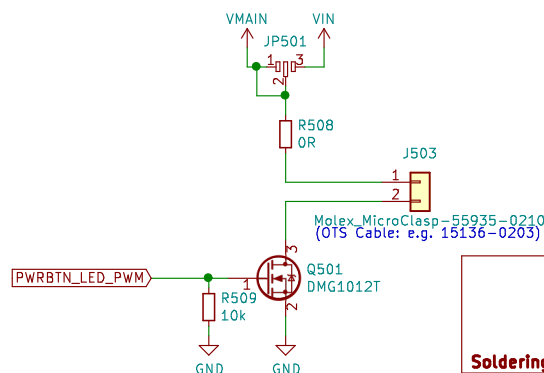 VMAIN
VIN
JP501
1
3
2
R508
0R
J503
1
2
Molex_MicroClasp-55935-0210
(OTS Cable: e.g. 15136-0203)
3
Q501
DMG1012T
PWRBTN_LED_PWM
1
R509
10k
2
GND
GND
Soldering